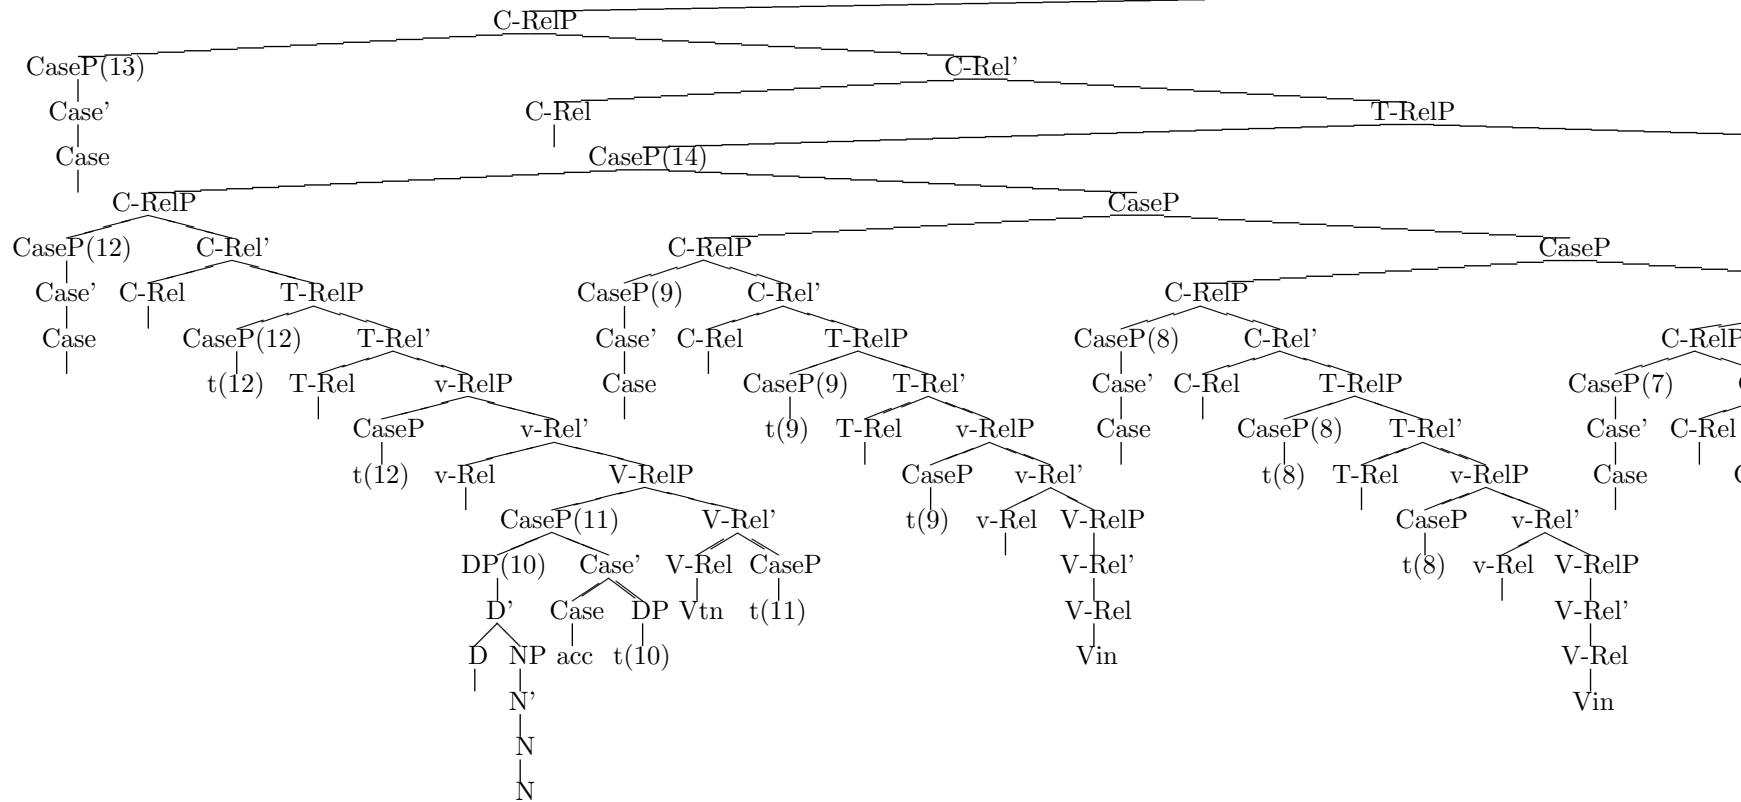 C-RelP
CaseP(13) C-Rel'
Case' C-Rel T-RelP
Case CaseP(14)
C-RelP CaseP
CaseP(12) C-Rel' C-RelP CaseP
Case' C-Rel T-RelP CaseP(9) C-Rel' C-RelP
Case CaseP(12) T-Rel' Case' C-Rel T-RelP CaseP(8) C-Rel' C-RelP
t(12) T-Rel v-RelP Case CaseP(9) T-Rel' Case' C-Rel T-RelP CaseP(7)
CaseP v-Rel' t(9) T-Rel v-RelP Case CaseP(8) T-Rel' Case' C-Rel
t(12) v-Rel V-RelP CaseP v-Rel' t(8) T-Rel v-RelP Case
CaseP(11) V-Rel' t(9) v-Rel V-RelP CaseP v-Rel'
DP(10) Case' V-Rel CaseP V-Rel' t(8) v-Rel V-RelP
D' Case DP Vtn t(11) V-Rel V-Rel'
D NP acc t(10) Vin V-Rel
N' Vin
N
N